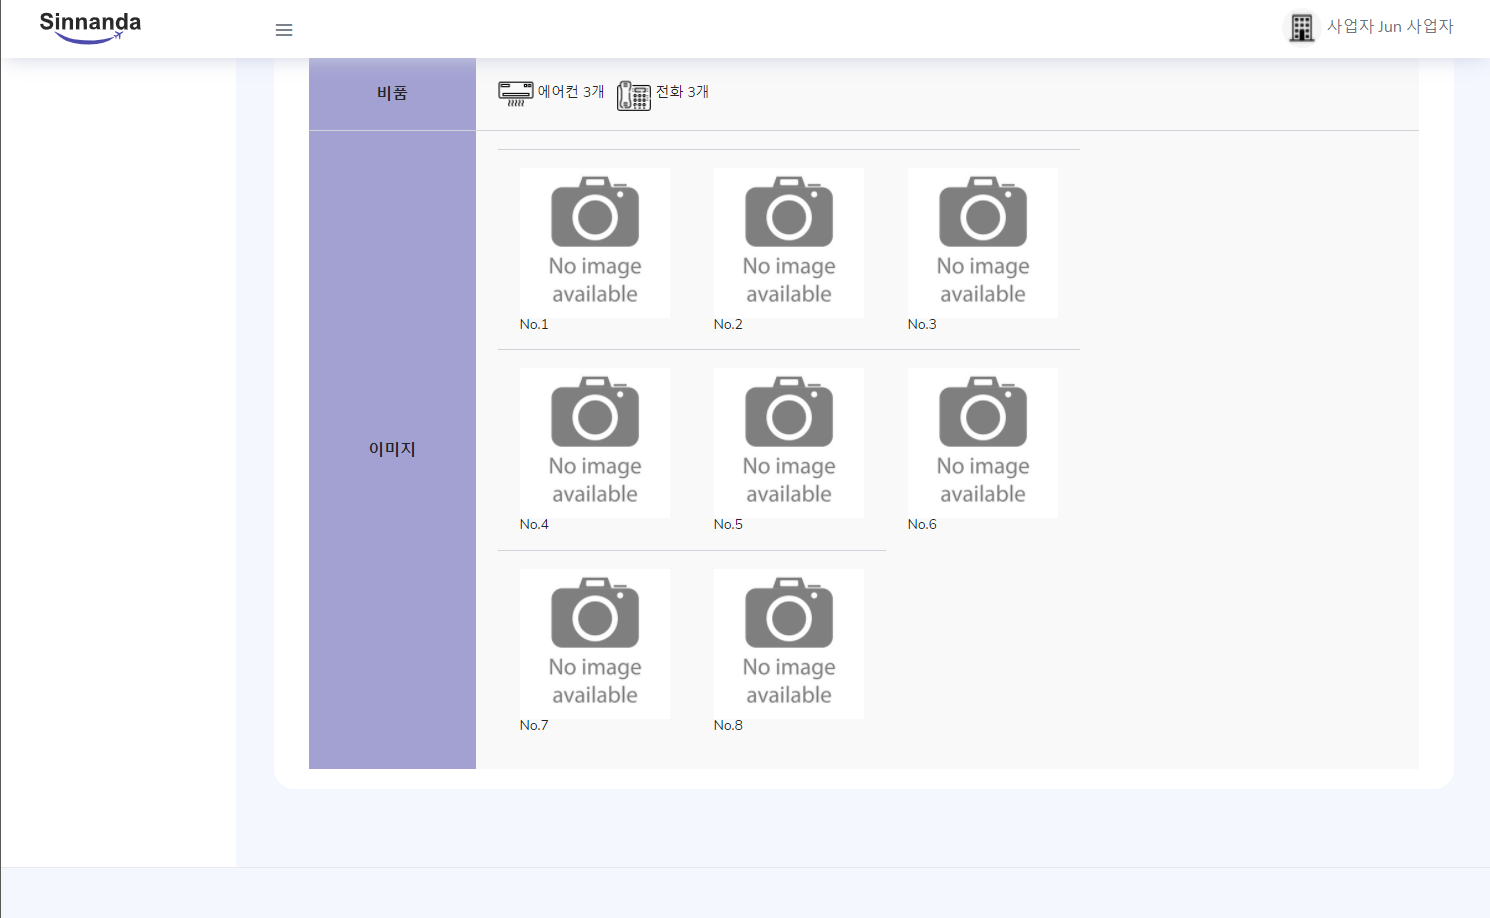 Sinnanda
사업자 Jun 사업자
비품
에어컨 3개 전화 3개
이미지
No image available
No image available
No image available
No.1
No.2
No.3
No image available
No image available
No image available
No.4
No.5
No.6
No image available
No image available
No.7
No.8